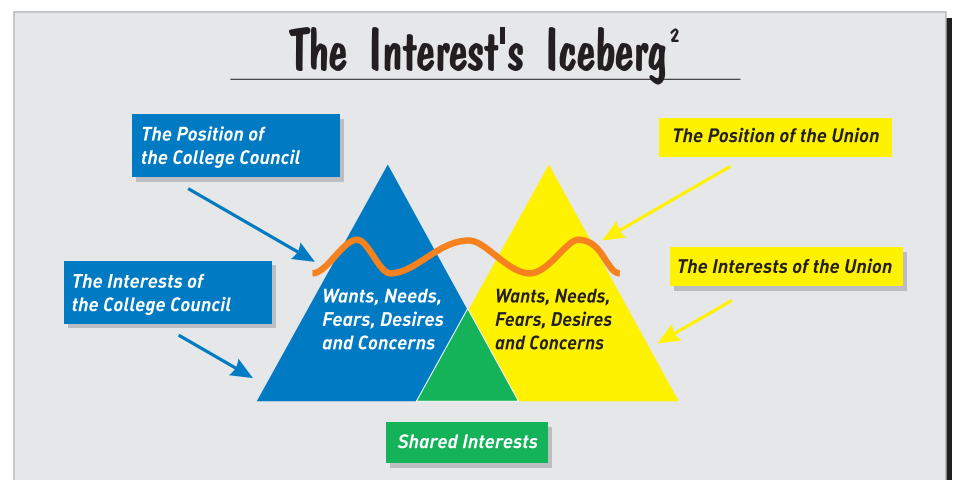 The Interest's Iceberg²
The Position of
the College Council
The Position of the Union
The Interests of
the College Council
The Interests of the Union
Wants, Needs,
Fears, Desires
and Concerns
Wants, Needs,
Fears, Desires
and Concerns
Shared Interests